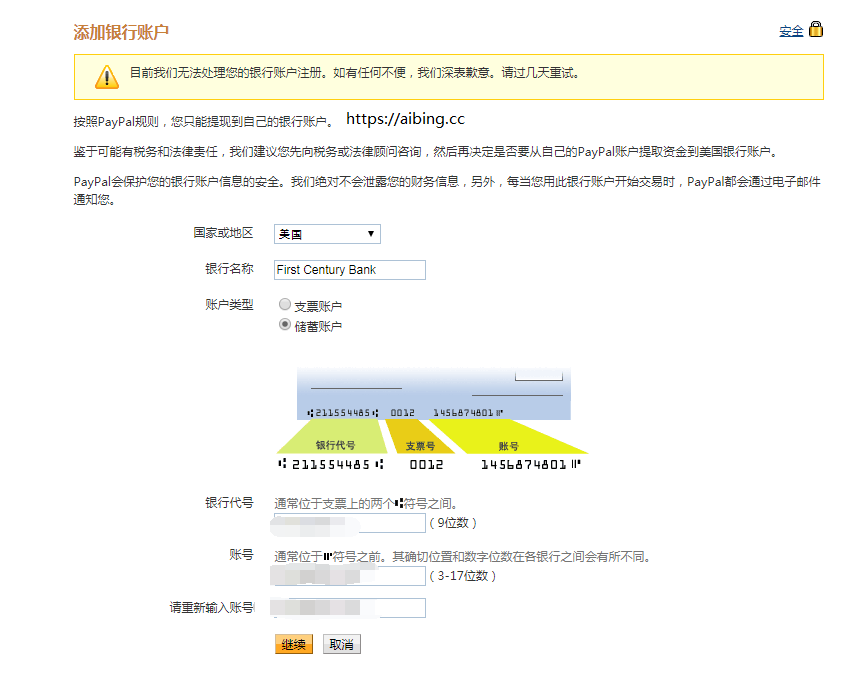 添加银行账户
安全
目前我们无法处理您的银行账户注册。如有任何不便，我们深表歉意。请过几天重试。
按照PayPal规则，您只能提现到自己的银行账户。 https://aibing.cc
鉴于可能有税务和法律责任，我们建议您先向税务或法律顾问咨询，然后再决定是否要从自己的PayPal账户提取资金到美国银行账户。
PayPal会保护您的银行账户信息的安全。我们绝对不会泄露您的财务信息，另外，每当您用此银行账户开始交易时，PayPal都会通过电子邮件
通知您。
国家或地区 美国
银行名称 First Century Bank
账户类型 支票账户
储蓄账户
⑆211554485⑆ 0012 1456874801⑈
银行代号 支票号 账号
⑆211554485⑆ 0012 1456874801⑈
银行代号 通常位于支票上的两个⑆符号之间。
（9位数）
账号 通常位于⑈符号之前。其确切位置和数字位数在各银行之间会有所不同。
（3-17位数）
请重新输入账号
继续 取消